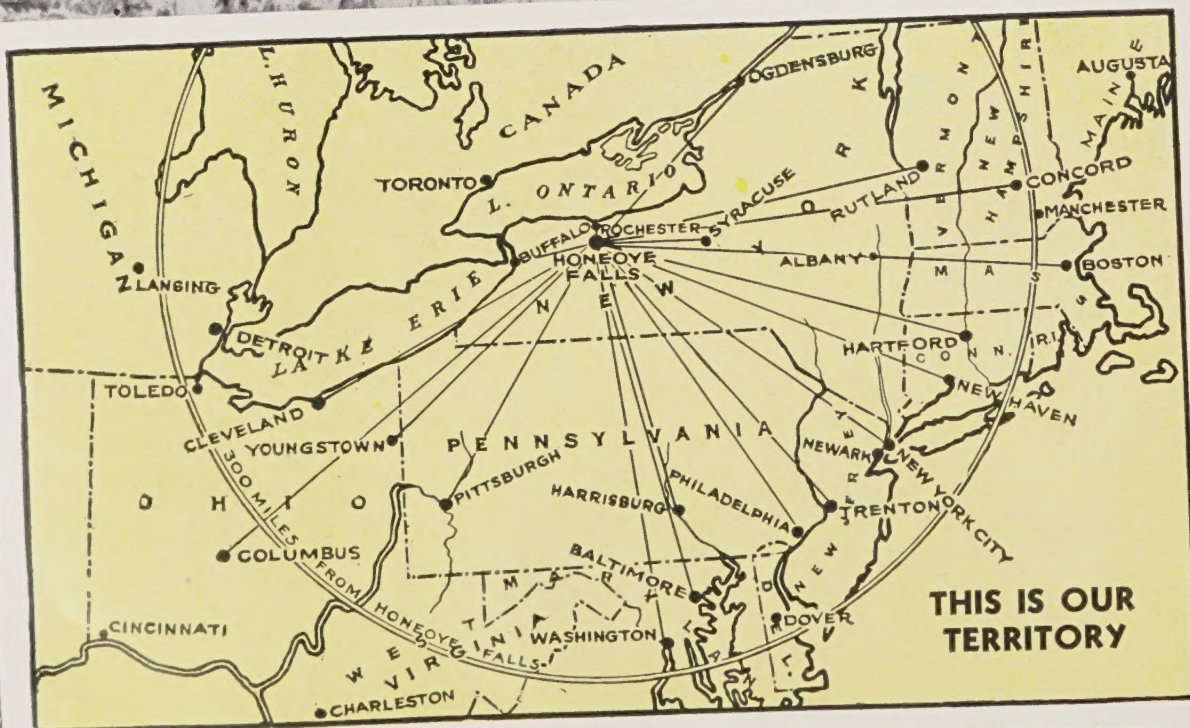 MICHIGAN
L. HURON
CANADA
OGDENSBURG
NEW YORK
VERMONT
NEW HAMPSHIRE
MAINE
AUGUSTA
TORONTO
L. ONTARIO
SYRACUSE
RUTLAND
CONCORD
MANCHESTER
BUFFALO
ROCHESTER
HONEOYE
FALLS
ALBANY
MASS
BOSTON
LANSING
DETROIT
LAKE ERIE
HARTFORD
CONN.
R.I.
NEW HAVEN
TOLEDO
CLEVELAND
YOUNGSTOWN
PENNSYLVANIA
NEWARK
NEW YORK CITY
NEW JERSEY
OHIO
PITTSBURGH
HARRISBURG
PHILADELPHIA
TRENTON
COLUMBUS
300 MILES FROM HONEOYE FALLS
BALTIMORE
MARYLAND
DEL
WASHINGTON
DOVER
CINCINNATI
WEST
VIRGINIA
CHARLESTON
THIS IS OUR
TERRITORY